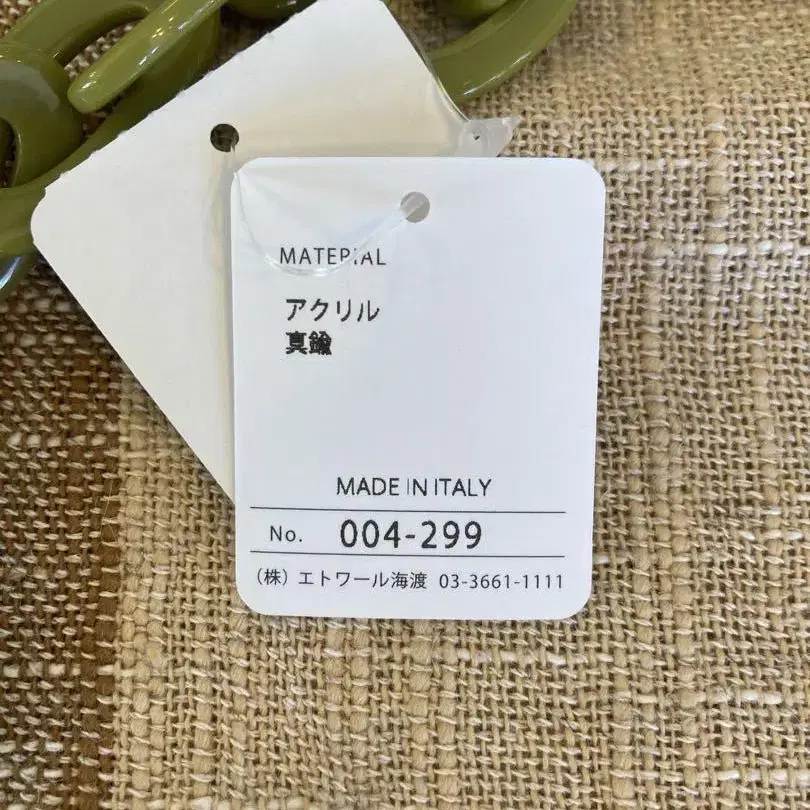 MATERIAL
アクリル
真鍮
MADE IN ITALY
No. 004-299
（株）エトワール海渡 03-3661-1111